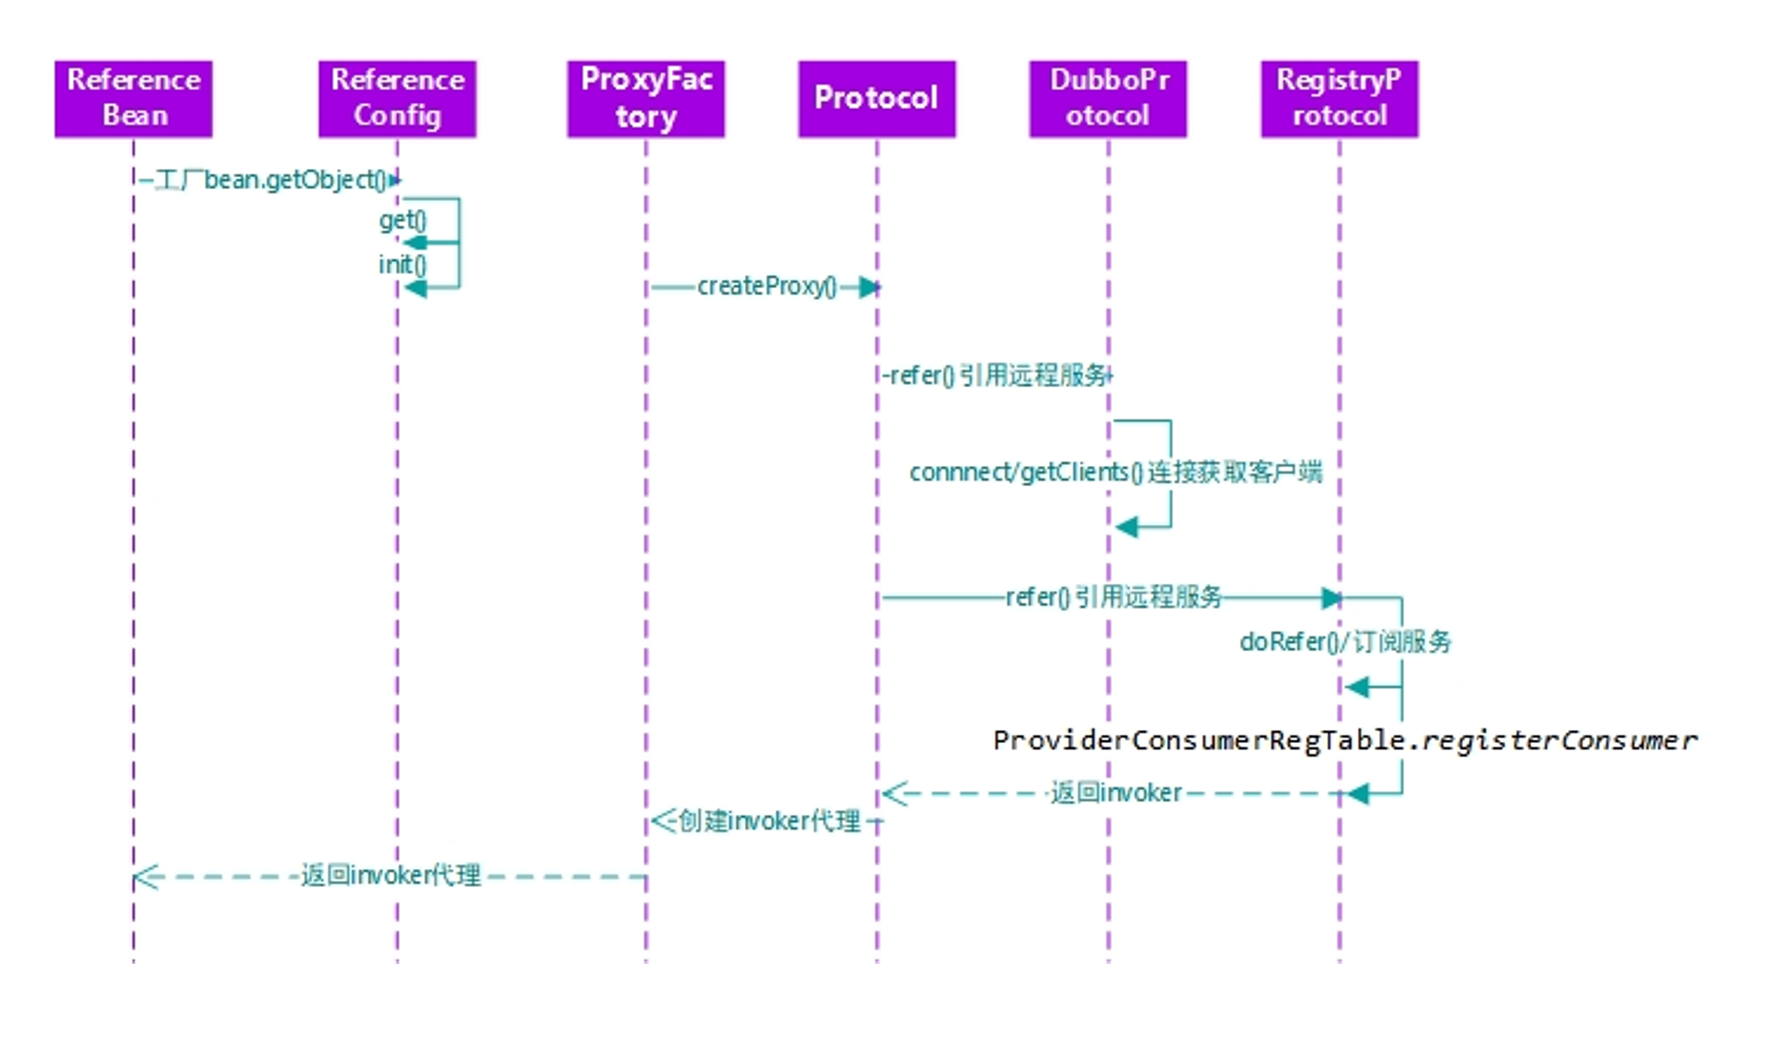 Reference
Bean
Reference
Config
ProxyFac
tory
Protocol
DubboPr
otocol
RegistryP
rotocol
工厂bean.getObject()
get()
init()
createProxy()
refer()引用远程服务
connnect/getClients()连接获取客户端
refer()引用远程服务
doRefer()/订阅服务
ProviderConsumerRegTable.registerConsumer
返回invoker
创建invoker代理
返回invoker代理